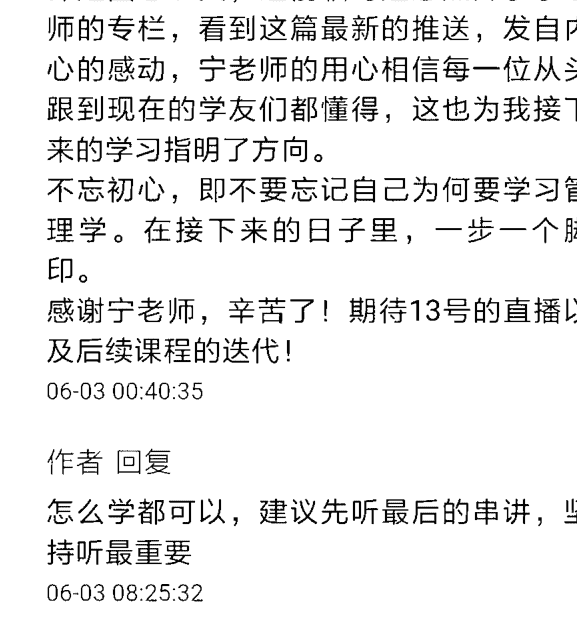 师的专栏，看到这篇最新的推送，发自内
心的感动，宁老师的用心相信每一位从头
跟到现在的学友们都懂得，这也为我接下
来的学习指明了方向。
不忘初心，即不要忘记自己为何要学习管
理学。在接下来的日子里，一步一个脚
印。
感谢宁老师，辛苦了！期待13号的直播以
及后续课程的迭代！
06-03 00:40:35
作者 回复
怎么学都可以，建议先听最后的串讲，坚
持听最重要
06-03 08:25:32